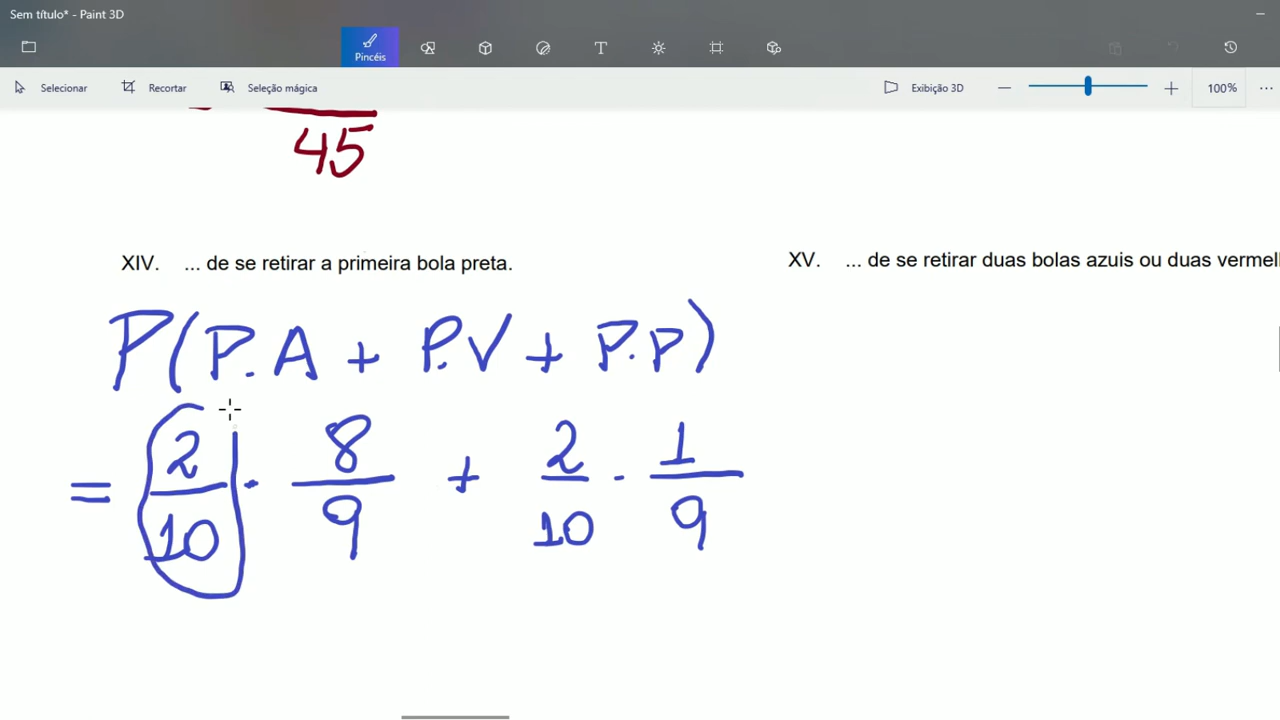 Sem título* - Paint 3D
Pincéis
Selecionar Recortar Seleção mágica Exibição 3D 100%
45
XIV. ... de se retirar a primeira bola preta.
XV. ... de se retirar duas bolas azuis ou duas vermel
P(P.A + P.V + P.P)
= 2/10 · 8/9 + 2/10 · 1/9